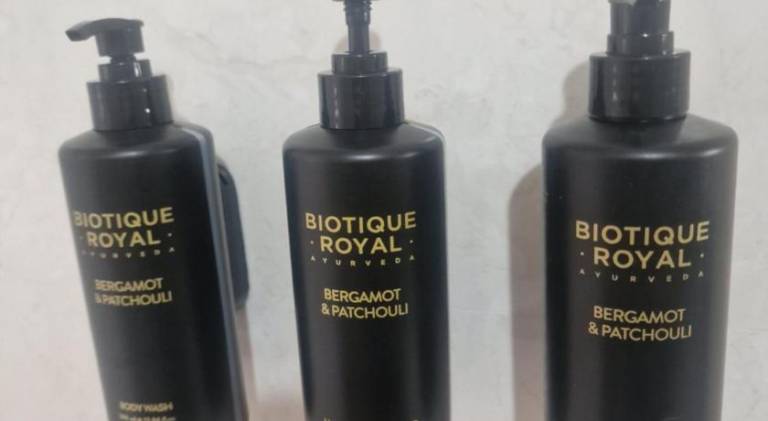 BIOTIQUE
· ROYAL ·
AYURVEDA
BERGAMOT
& PATCHOULI
BODY WASH
BIOTIQUE
· ROYAL ·
AYURVEDA
BERGAMOT
& PATCHOULI
BIOTIQUE
· ROYAL ·
AYURVEDA
BERGAMOT
& PATCHOULI